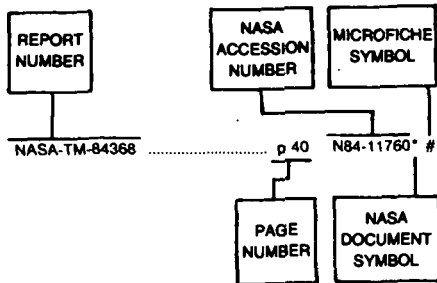 REPORT
NUMBER
NASA
ACCESSION
NUMBER
MICROFICHE
SYMBOL
NASA-TM-84368 ........................ p 40 N84-11760* #
PAGE
NUMBER
NASA
DOCUMENT
SYMBOL